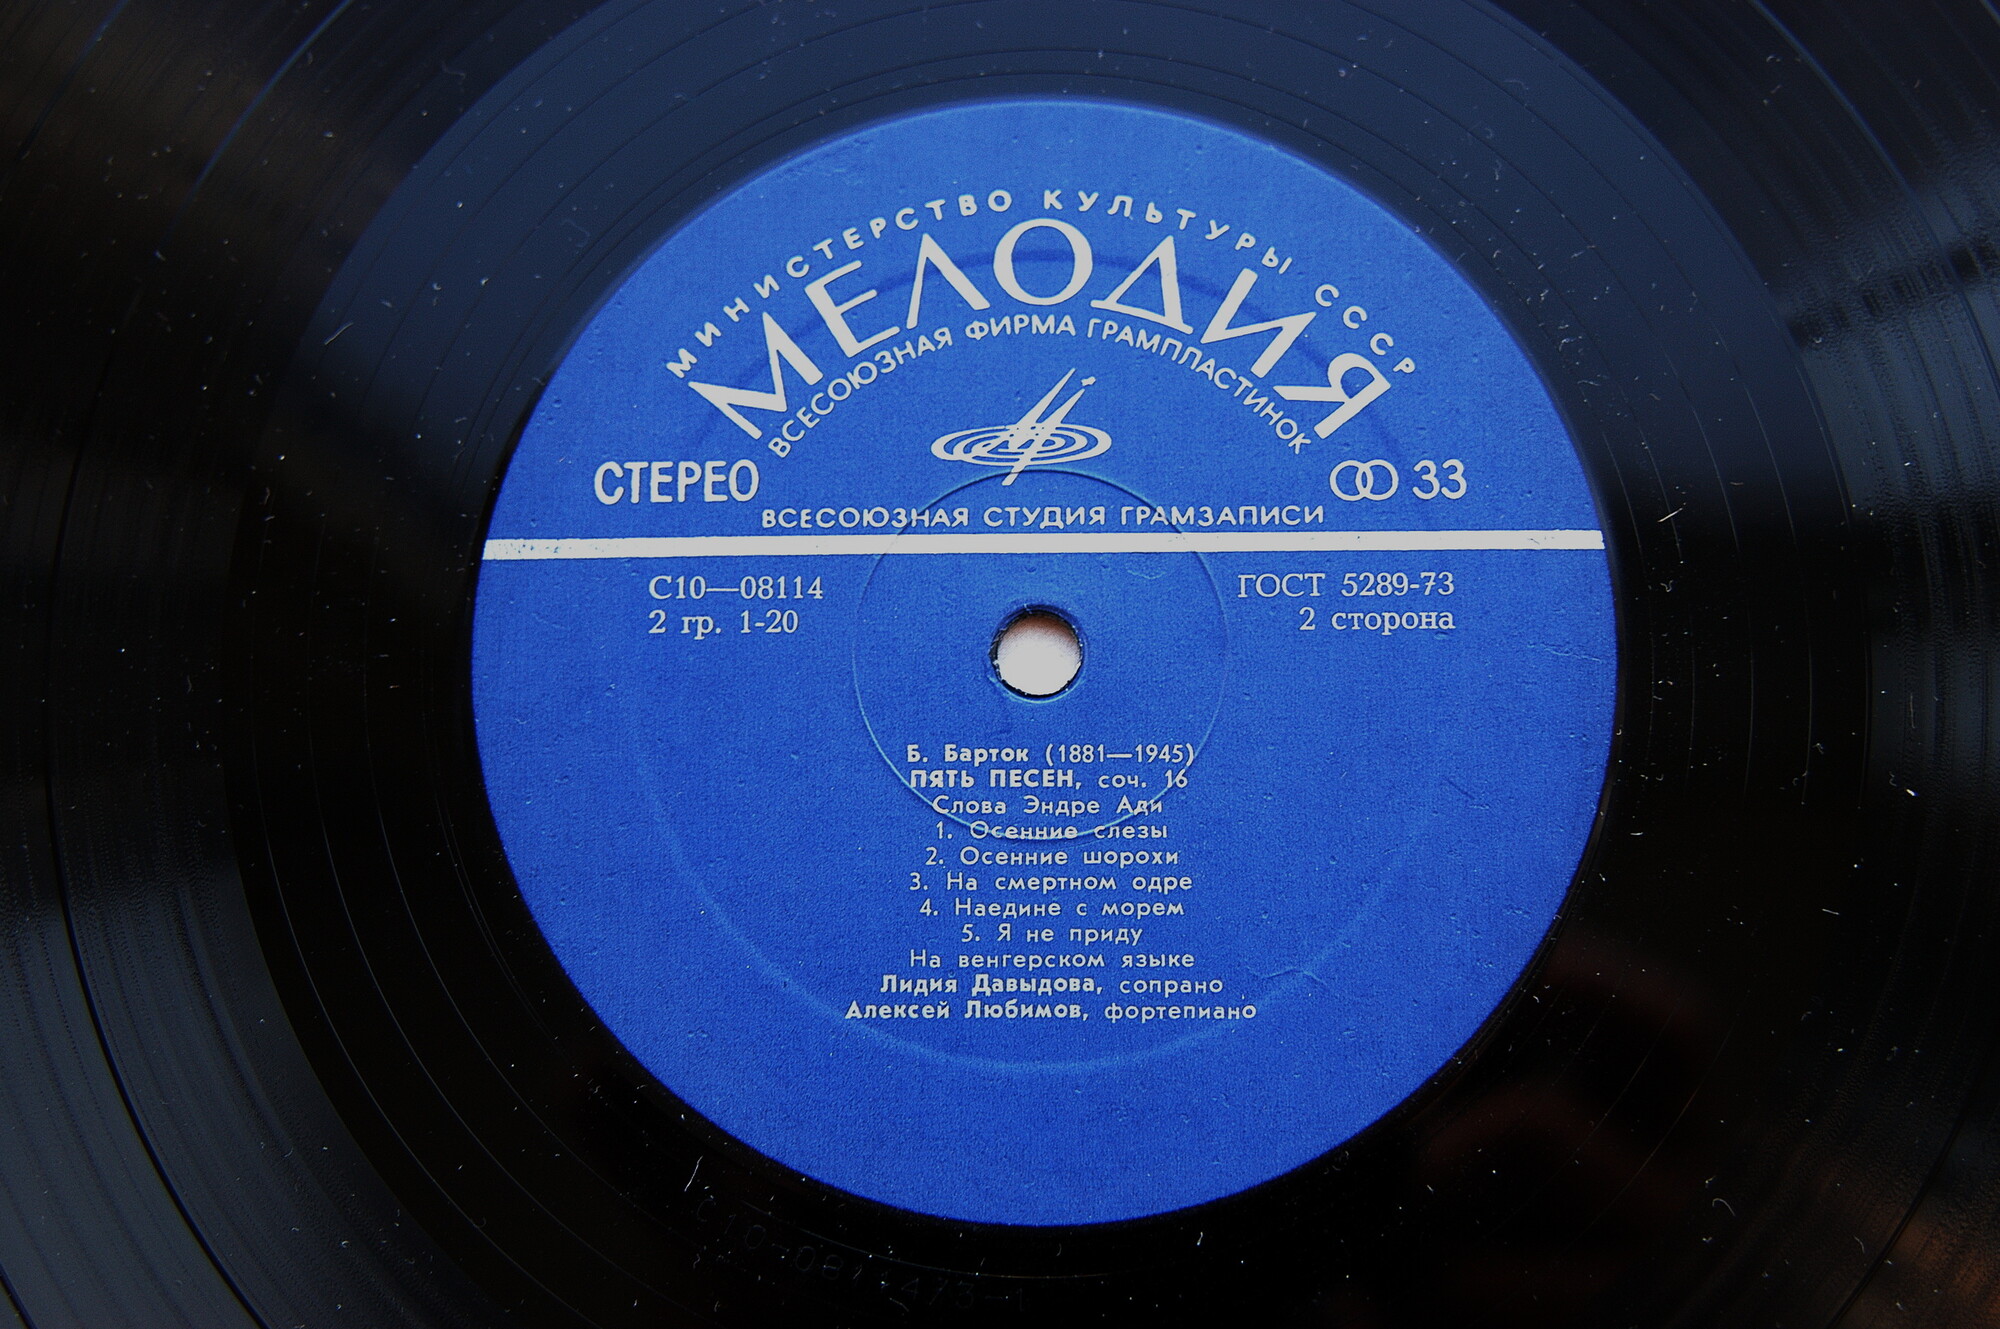 МИНИСТЕРСТВО КУЛЬТУРЫ СССР
МЕЛОДИЯ
ВСЕСОЮЗНАЯ ФИРМА ГРАМПЛАСТИНОК
СТЕРЕО
33
ВСЕСОЮЗНАЯ СТУДИЯ ГРАМЗАПИСИ
С10—08114
ГОСТ 5289-73
2 гр. 1-20
2 сторона
Б. Барток (1881—1945)
ПЯТЬ ПЕСЕН, соч. 16
Слова Эндре Ади
1. Осенние слезы
2. Осенние шорохи
3. На смертном одре
4. Наедине с морем
5. Я не приду
На венгерском языке
Лидия Давыдова, сопрано
Алексей Любимов, фортепиано